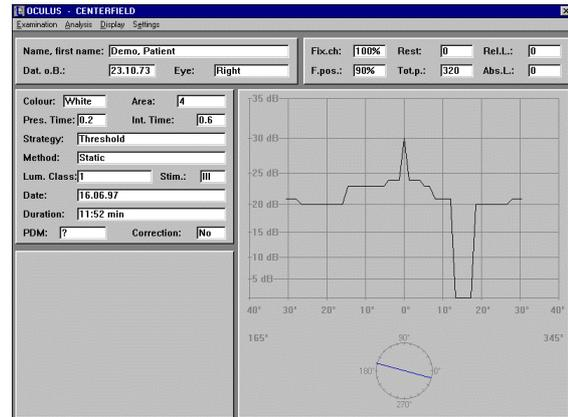 OCULUS - CENTERFIELD
Examination Analysis Display Settings
Name, first name: Demo, Patient
Dat. o.B.: 23.10.73 Eye: Right
Fix.ch: 100% Rest: 0 Rel.L.: 0
F.pos.: 90% Tot.p.: 320 Abs.L.: 0
Colour: White Area: 4
Pres. Time: 0.2 Int. Time: 0.6
Strategy: Threshold
Method: Static
Lum. Class: 1 Stim.: III
Date: 16.06.97
Duration: 11:52 min
PDM: ? Correction: No
35 dB
30 dB
25 dB
20 dB
15 dB
10 dB
5 dB
40° 30° 20° 10° 0° 10° 20° 30° 40°
165° 345°
90°
180° 0°
270°